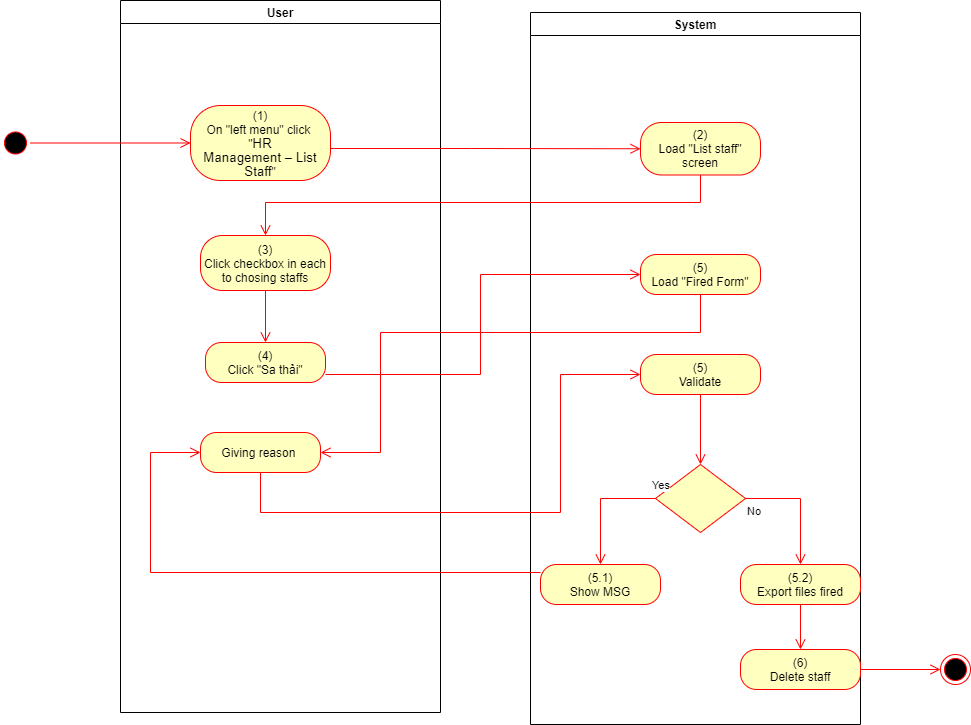 User
System
(1)
On "left menu" click
"HR
Management – List
Staff"
(2)
Load "List staff"
screen
(3)
Click checkbox in each
to chosing staffs
(5)
Load "Fired Form"
(4)
Click "Sa thải"
(5)
Validate
Giving reason
Yes
No
(5.1)
Show MSG
(5.2)
Export files fired
(6)
Delete staff